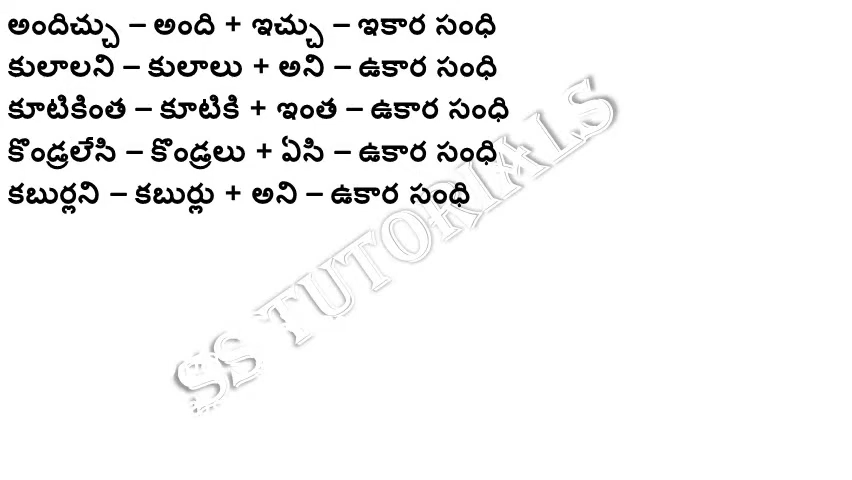 అందిచ్చు – అంది + ఇచ్చు – ఇకార సంధి
కులాలని – కులాలు + అని – ఉకార సంధి
కూటికింత – కూటికి + ఇంత – ఉకార సంధి
కొండ్రలేసి – కొండ్రలు + ఏసి – ఉకార సంధి
కబుర్లని – కబుర్లు + అని – ఉకార సంధి
SS TUTORIALS